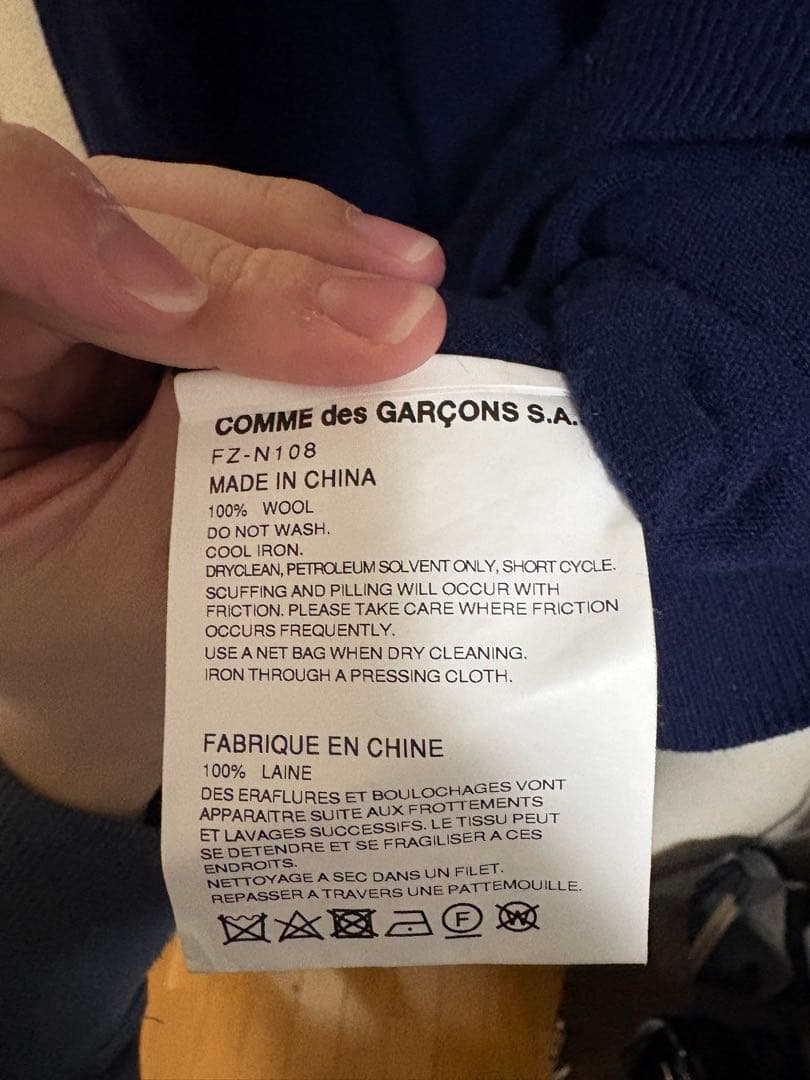 COMME des GARÇONS S.A.
FZ-N108
MADE IN CHINA
100% WOOL
DO NOT WASH.
COOL IRON.
DRYCLEAN, PETROLEUM SOLVENT ONLY, SHORT CYCLE.
SCUFFING AND PILLING WILL OCCUR WITH
FRICTION. PLEASE TAKE CARE WHERE FRICTION
OCCURS FREQUENTLY.
USE A NET BAG WHEN DRY CLEANING.
IRON THROUGH A PRESSING CLOTH.
FABRIQUE EN CHINE
100% LAINE
DES ERAFLURES ET BOULOCHAGES VONT
APPARAITRE SUITE AUX FROTTEMENTS
ET LAVAGES SUCCESSIFS. LE TISSU PEUT
SE DETENDRE ET SE FRAGILISER A CES
ENDROITS.
NETTOYAGE A SEC DANS UN FILET.
REPASSER A TRAVERS UNE PATTEMOUILLE.
F W